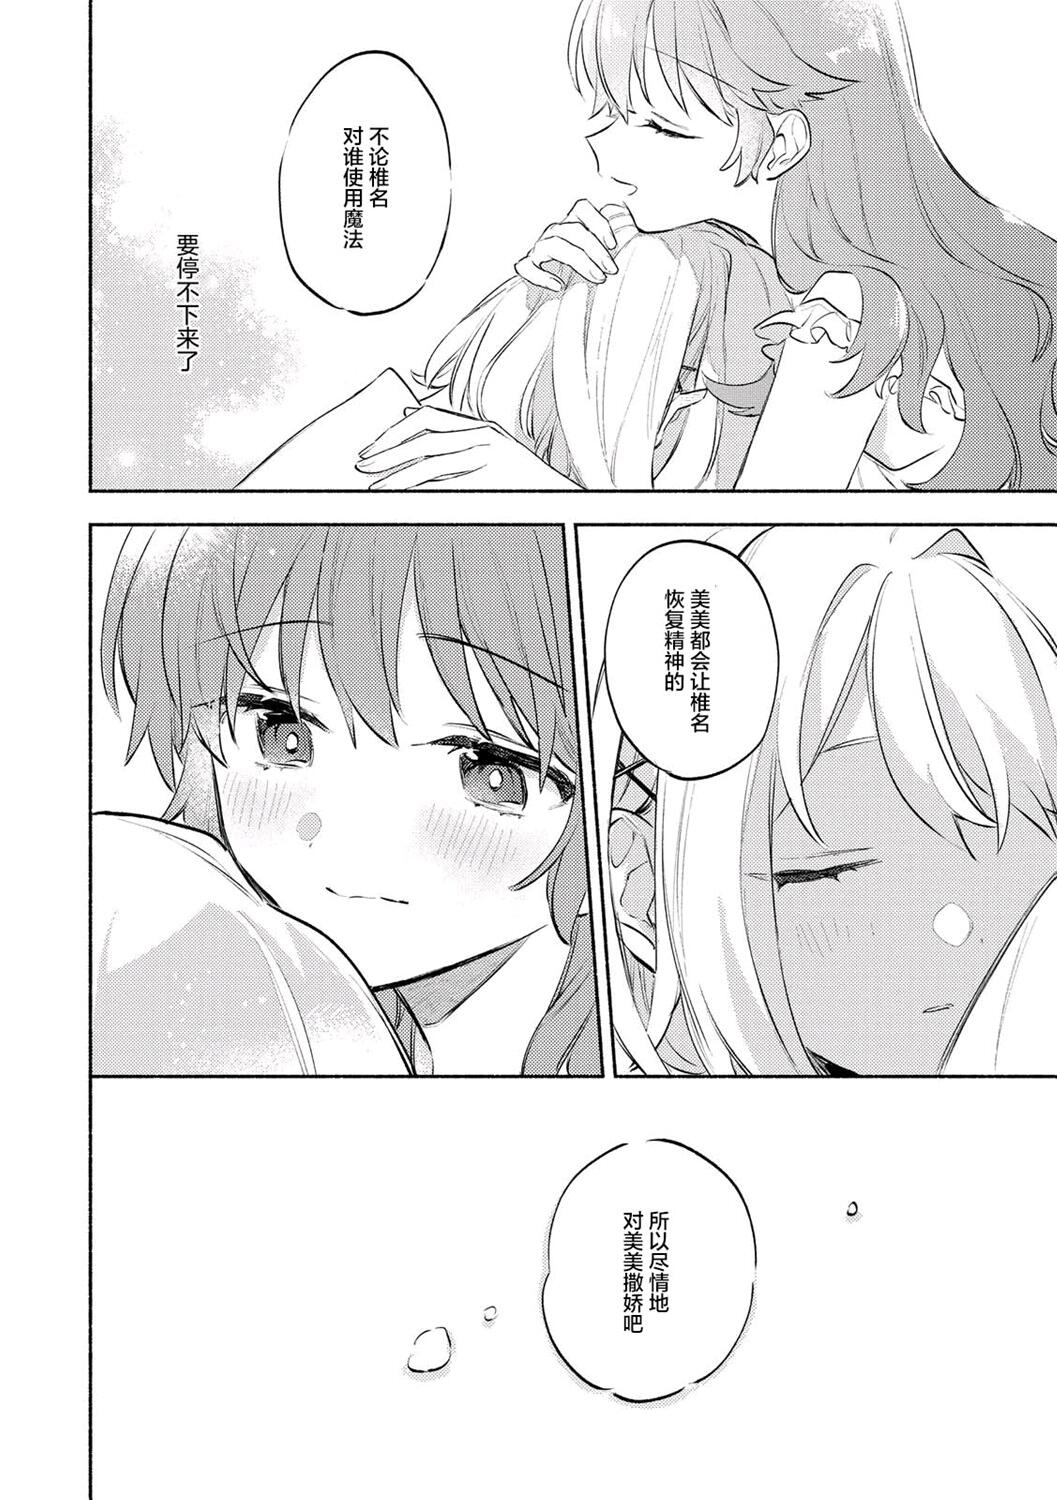 不论椎名
对谁使用魔法
要停不下来了
美美都会让椎名
恢复精神的
所以尽情地
对美美撒娇吧